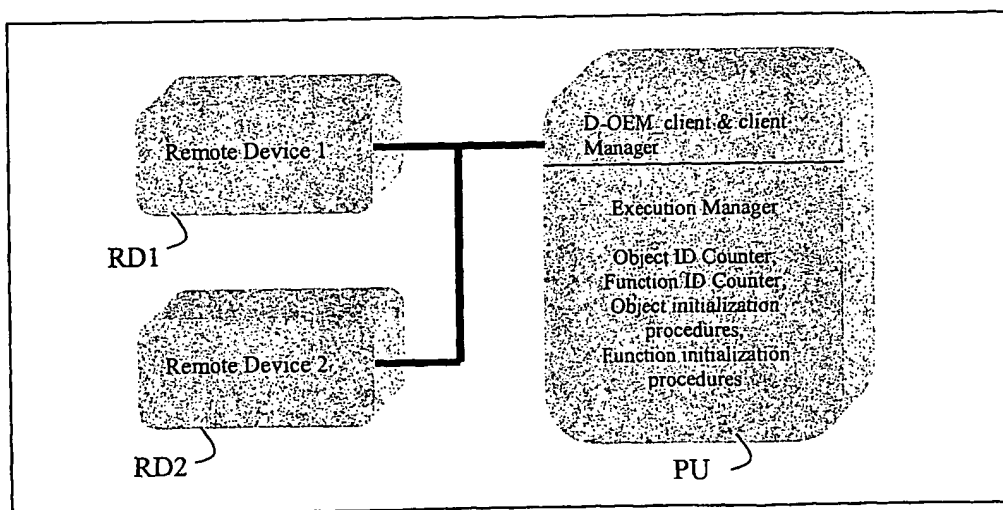 Remote Device 1
RD1
Remote Device 2
RD2
D-OEM client & client
Manager
Execution Manager
Object ID Counter,
Function ID Counter,
Object initialization
procedures
Function initialization
procedures
PU